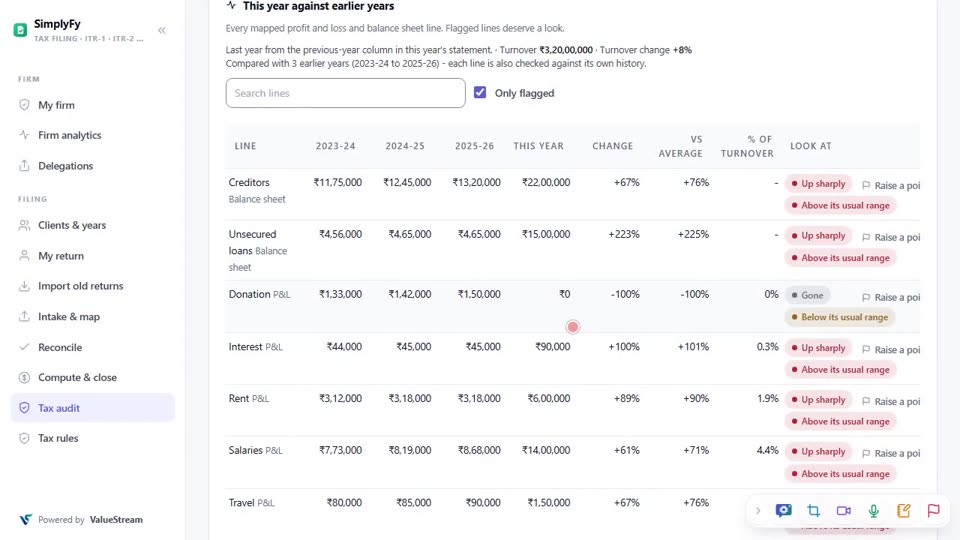 SimplyFy
TAX FILING · ITR-1 · ITR-2 ...
FIRM
My firm
Firm analytics
Delegations
FILING
Clients & years
My return
Import old returns
Intake & map
Reconcile
Compute & close
Tax audit
Tax rules
Powered by ValueStream
This year against earlier years
Every mapped profit and loss and balance sheet line. Flagged lines deserve a look.
Last year from the previous-year column in this year's statement. · Turnover ₹3,20,00,000 · Turnover change +8%
Compared with 3 earlier years (2023-24 to 2025-26) - each line is also checked against its own history.
Search lines
Only flagged
LINE 2023-24 2024-25 2025-26 THIS YEAR CHANGE VS AVERAGE % OF TURNOVER LOOK AT
Creditors Balance sheet ₹11,75,000 ₹12,45,000 ₹13,20,000 ₹22,00,000 +67% +76% - Up sharply Raise a poi
Above its usual range
Unsecured loans Balance sheet ₹4,56,000 ₹4,65,000 ₹4,65,000 ₹15,00,000 +223% +225% - Up sharply Raise a poi
Above its usual range
Donation P&L ₹1,33,000 ₹1,42,000 ₹1,50,000 ₹0 -100% -100% 0% Gone Raise a poi
Below its usual range
Interest P&L ₹44,000 ₹45,000 ₹45,000 ₹90,000 +100% +101% 0.3% Up sharply Raise a poi
Above its usual range
Rent P&L ₹3,12,000 ₹3,18,000 ₹3,18,000 ₹6,00,000 +89% +90% 1.9% Up sharply Raise a poi
Above its usual range
Salaries P&L ₹7,73,000 ₹8,19,000 ₹8,68,000 ₹14,00,000 +61% +71% 4.4% Up sharply Raise a poi
Above its usual range
Travel P&L ₹80,000 ₹85,000 ₹90,000 ₹1,50,000 +67% +76%